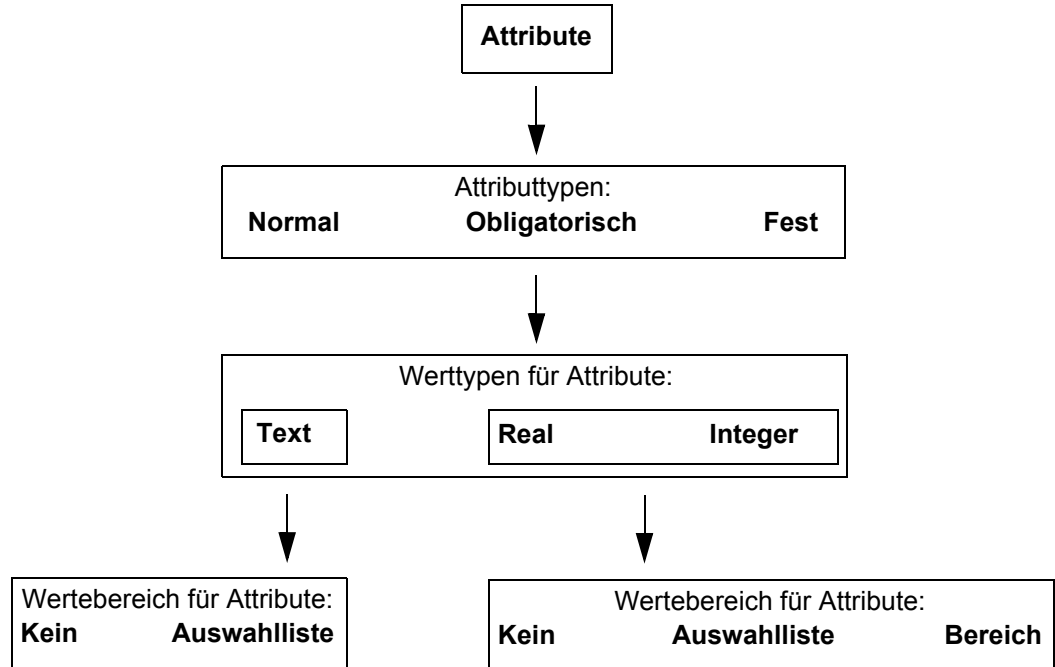 Attribute
Attributtypen:
Normal Obligatorisch Fest
Werttypen für Attribute:
Text Real Integer
Wertebereich für Attribute:
Kein Auswahlliste
Wertebereich für Attribute:
Kein Auswahlliste Bereich